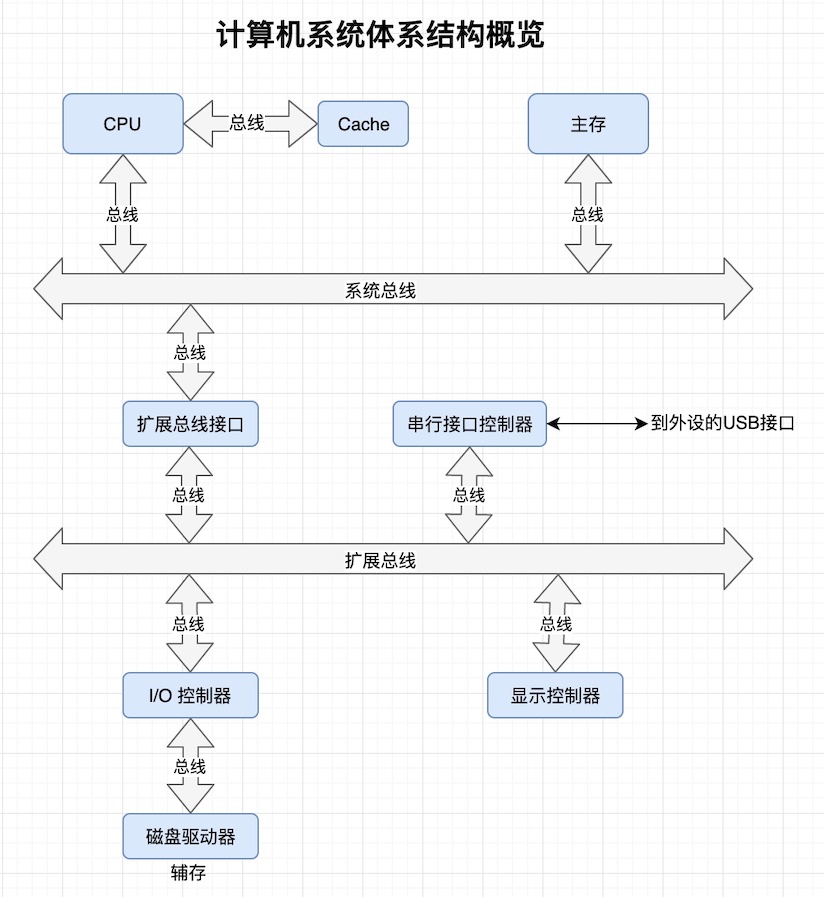 计算机系统体系结构概览
CPU
总线
Cache
主存
总线
总线
系统总线
总线
扩展总线接口
串行接口控制器
到外设的USB接口
总线
总线
扩展总线
总线
总线
I/O 控制器
显示控制器
总线
磁盘驱动器
辅存